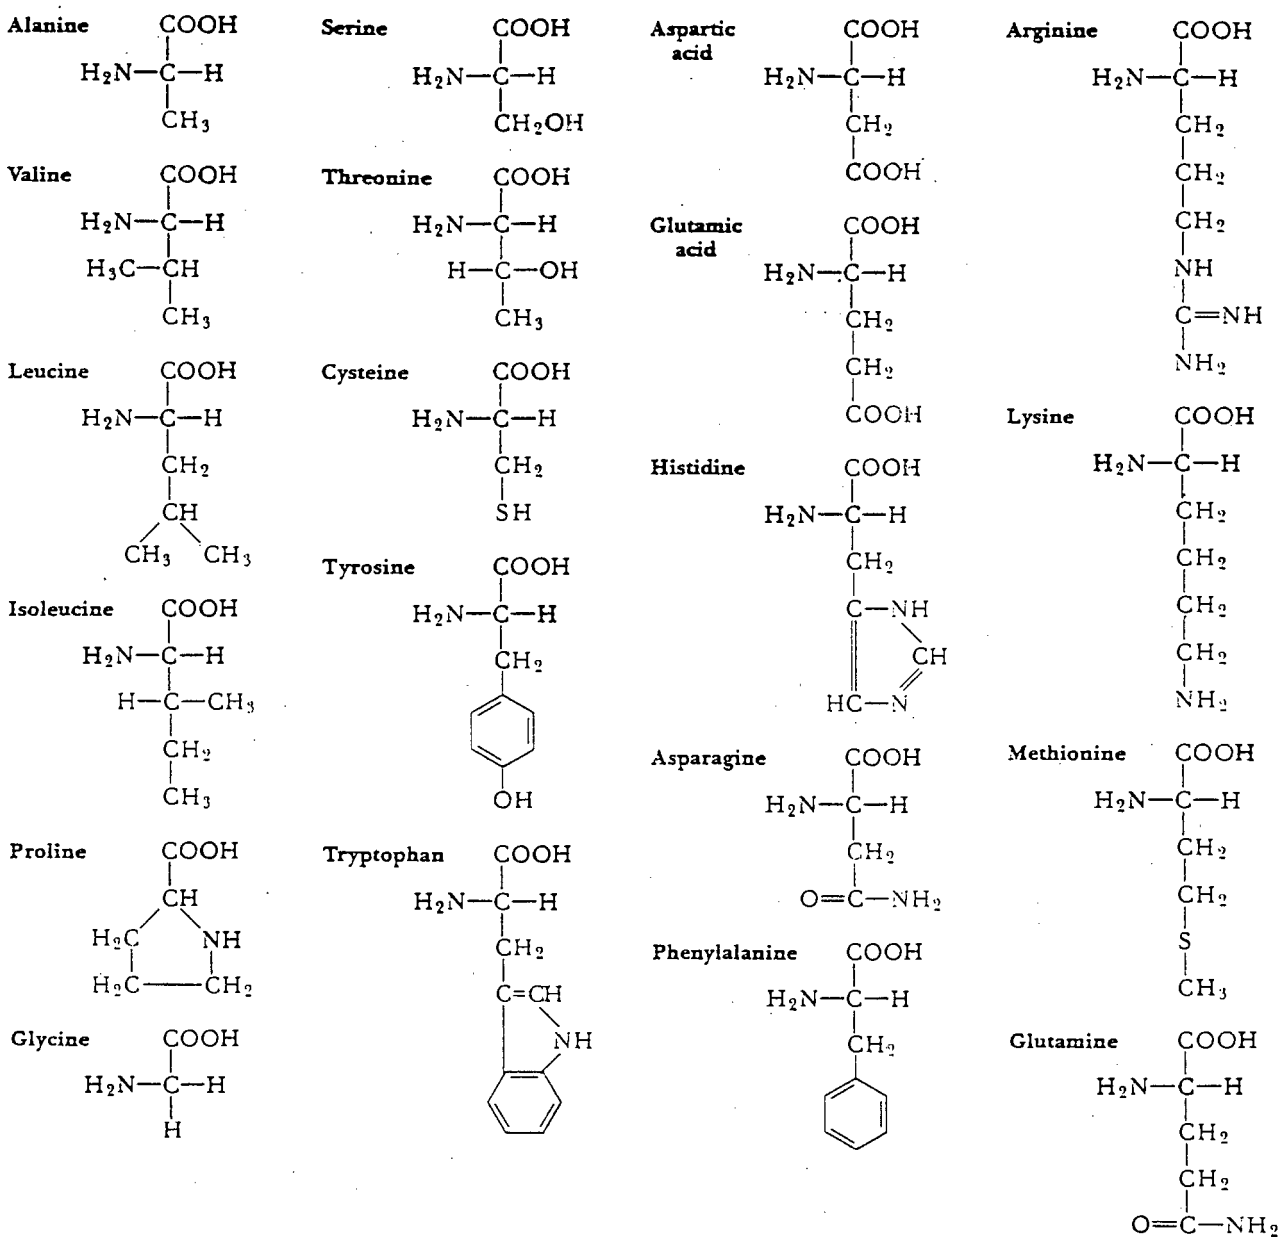 Alanine COOH
H₂N—C—H
CH₃
Valine COOH
H₂N—C—H
H₃C—CH
CH₃
Leucine COOH
H₂N—C—H
CH₂
CH
CH₃ CH₃
Isoleucine COOH
H₂N—C—H
H—C—CH₃
CH₂
CH₃
Proline COOH
CH
H₂C NH
H₂C—CH₂
Glycine COOH
H₂N—C—H
H
Serine COOH
H₂N—C—H
CH₂OH
Threonine COOH
H₂N—C—H
H—C—OH
CH₃
Cysteine COOH
H₂N—C—H
CH₂
SH
Tyrosine COOH
H₂N—C—H
CH₂
OH
Tryptophan COOH
H₂N—C—H
CH₂
C=CH
NH
Aspartic COOH
acid
H₂N—C—H
CH₂
COOH
Glutamic COOH
acid
H₂N—C—H
CH₂
CH₂
COOH
Histidine COOH
H₂N—C—H
CH₂
C—NH
CH
HC—N
Asparagine COOH
H₂N—C—H
CH₂
O=C—NH₂
Phenylalanine COOH
H₂N—C—H
CH₂
Arginine COOH
H₂N—C—H
CH₂
CH₂
CH₂
NH
C=NH
NH₂
Lysine COOH
H₂N—C—H
CH₂
CH₂
CH₂
CH₂
NH₂
Methionine COOH
H₂N—C—H
CH₂
CH₂
S
CH₃
Glutamine COOH
H₂N—C—H
CH₂
CH₂
O=C—NH₂